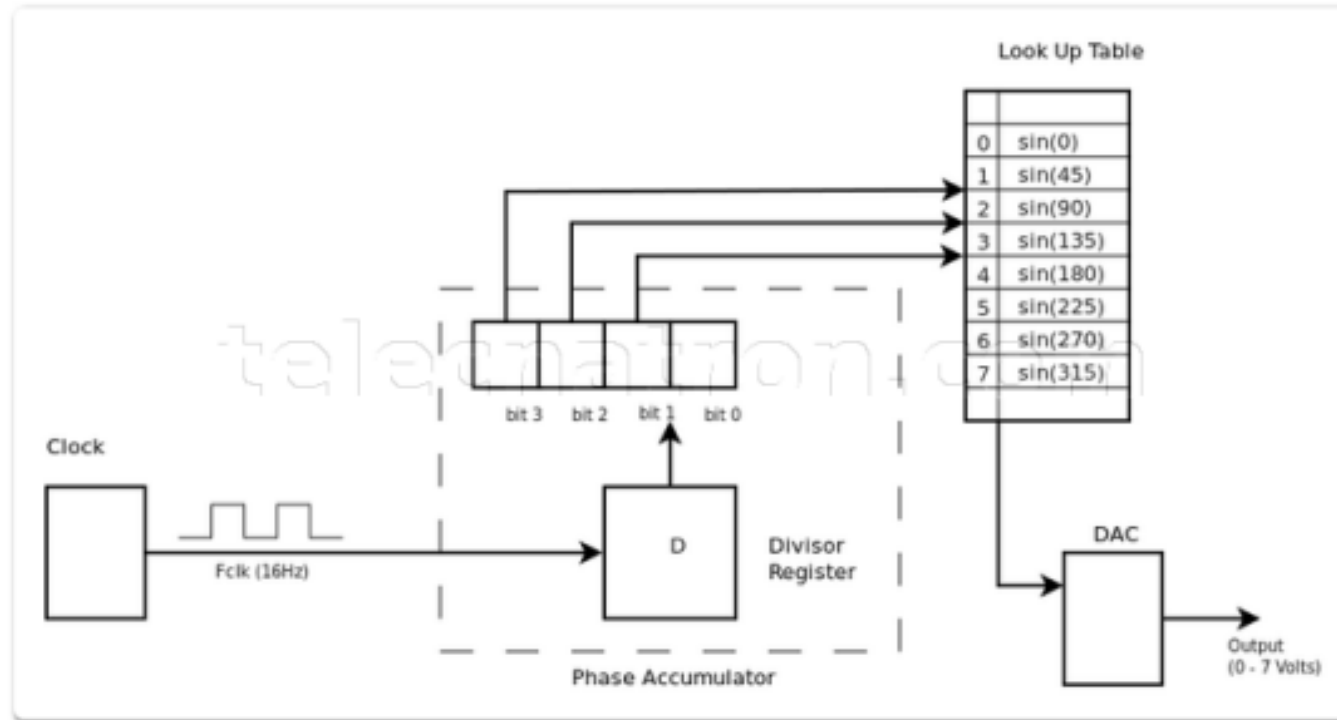 Look Up Table
0 sin(0)
1 sin(45)
2 sin(90)
3 sin(135)
4 sin(180)
5 sin(225)
6 sin(270)
7 sin(315)
telecnatron.com
bit 3 bit 2 bit 1 bit 0
Clock
Fclk (16Hz)
D
Divisor
Register
Phase Accumulator
DAC
Output
(0 - 7 Volts)